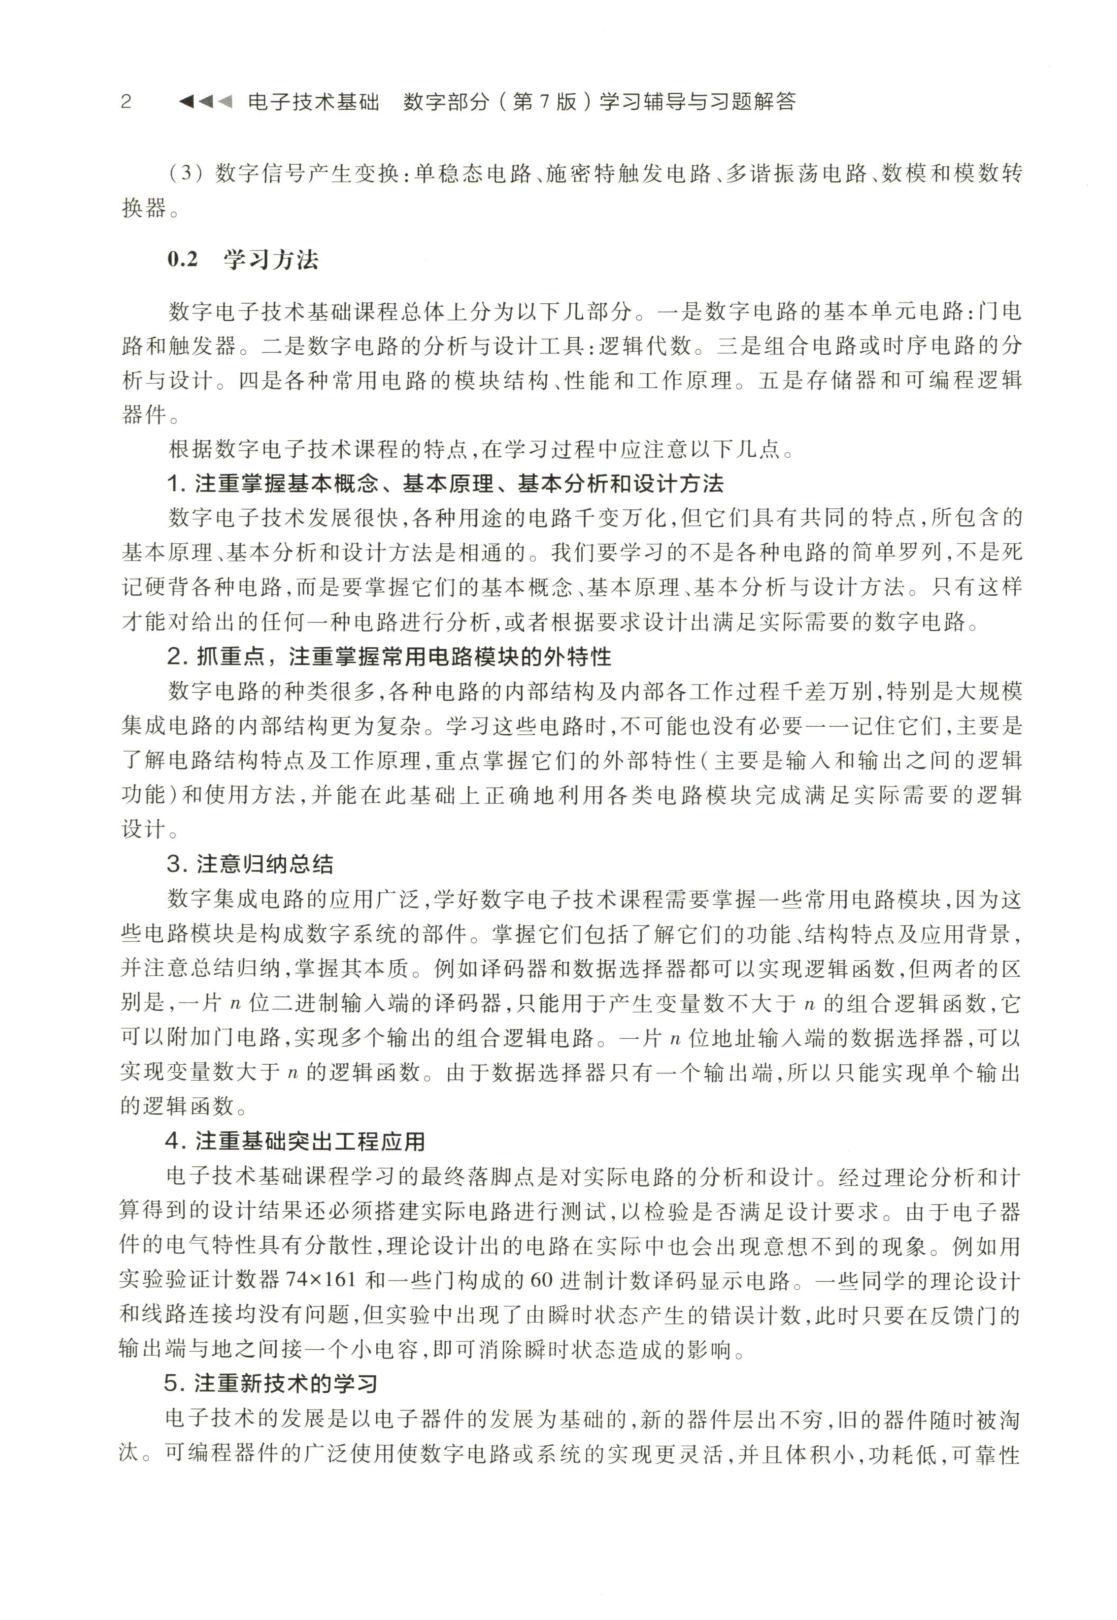 2 ◀◀◀ 电子技术基础 数字部分(第7版)学习辅导与习题解答
(3) 数字信号产生变换:单稳态电路、施密特触发电路、多谐振荡电路、数模和模数转
换器。
0.2 学习方法
数字电子技术基础课程总体上分为以下几部分。一是数字电路的基本单元电路:门电
路和触发器。二是数字电路的分析与设计工具:逻辑代数。三是组合电路或时序电路的分
析与设计。四是各种常用电路的模块结构、性能和工作原理。五是存储器和可编程逻辑
器件。
根据数字电子技术课程的特点,在学习过程中应注意以下几点。
1. 注重掌握基本概念、基本原理、基本分析和设计方法
数字电子技术发展很快,各种用途的电路千变万化,但它们具有共同的特点,所包含的
基本原理、基本分析和设计方法是相通的。我们要学习的不是各种电路的简单罗列,不是死
记硬背各种电路,而是要掌握它们的基本概念、基本原理、基本分析与设计方法。只有这样
才能对给出的任何一种电路进行分析,或者根据要求设计出满足实际需要的数字电路。
2. 抓重点，注重掌握常用电路模块的外特性
数字电路的种类很多,各种电路的内部结构及内部各工作过程千差万别,特别是大规模
集成电路的内部结构更为复杂。学习这些电路时,不可能也没有必要一一记住它们,主要是
了解电路结构特点及工作原理,重点掌握它们的外部特性(主要是输入和输出之间的逻辑
功能)和使用方法,并能在此基础上正确地利用各类电路模块完成满足实际需要的逻辑
设计。
3. 注意归纳总结
数字集成电路的应用广泛,学好数字电子技术课程需要掌握一些常用电路模块,因为这
些电路模块是构成数字系统的部件。掌握它们包括了解它们的功能、结构特点及应用背景,
并注意总结归纳,掌握其本质。例如译码器和数据选择器都可以实现逻辑函数,但两者的区
别是,一片 n 位二进制输入端的译码器,只能用于产生变量数不大于 n 的组合逻辑函数,它
可以附加门电路,实现多个输出的组合逻辑电路。一片 n 位地址输入端的数据选择器,可以
实现变量数大于 n 的逻辑函数。由于数据选择器只有一个输出端,所以只能实现单个输出
的逻辑函数。
4. 注重基础突出工程应用
电子技术基础课程学习的最终落脚点是对实际电路的分析和设计。经过理论分析和计
算得到的设计结果还必须搭建实际电路进行测试,以检验是否满足设计要求。由于电子器
件的电气特性具有分散性,理论设计出的电路在实际中也会出现意想不到的现象。例如用
实验验证计数器 74×161 和一些门构成的 60 进制计数译码显示电路。一些同学的理论设计
和线路连接均没有问题,但实验中出现了由瞬时状态产生的错误计数,此时只要在反馈门的
输出端与地之间接一个小电容,即可消除瞬时状态造成的影响。
5. 注重新技术的学习
电子技术的发展是以电子器件的发展为基础的,新的器件层出不穷,旧的器件随时被淘
汰。可编程器件的广泛使用使数字电路或系统的实现更灵活,并且体积小,功耗低,可靠性